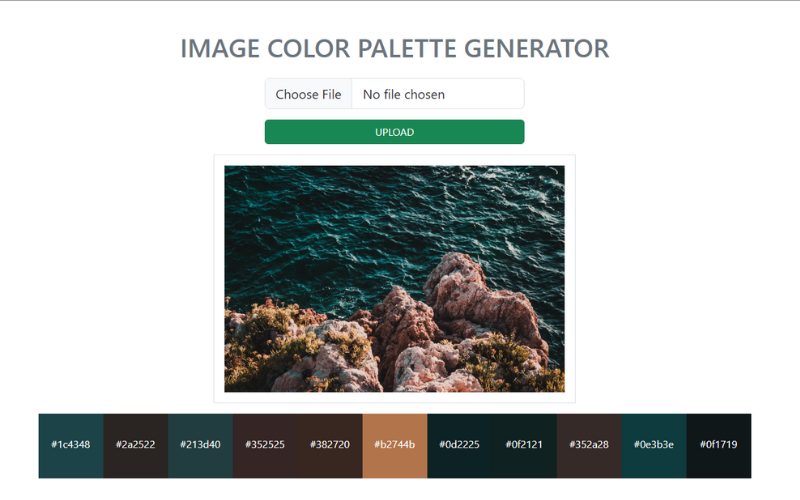 IMAGE COLOR PALETTE GENERATOR
Choose File No file chosen
UPLOAD
#1c4348 #2a2522 #213d40 #352525 #382720 #b2744b #0d2225 #0f2121 #352a28 #0e3b3e #0f1719